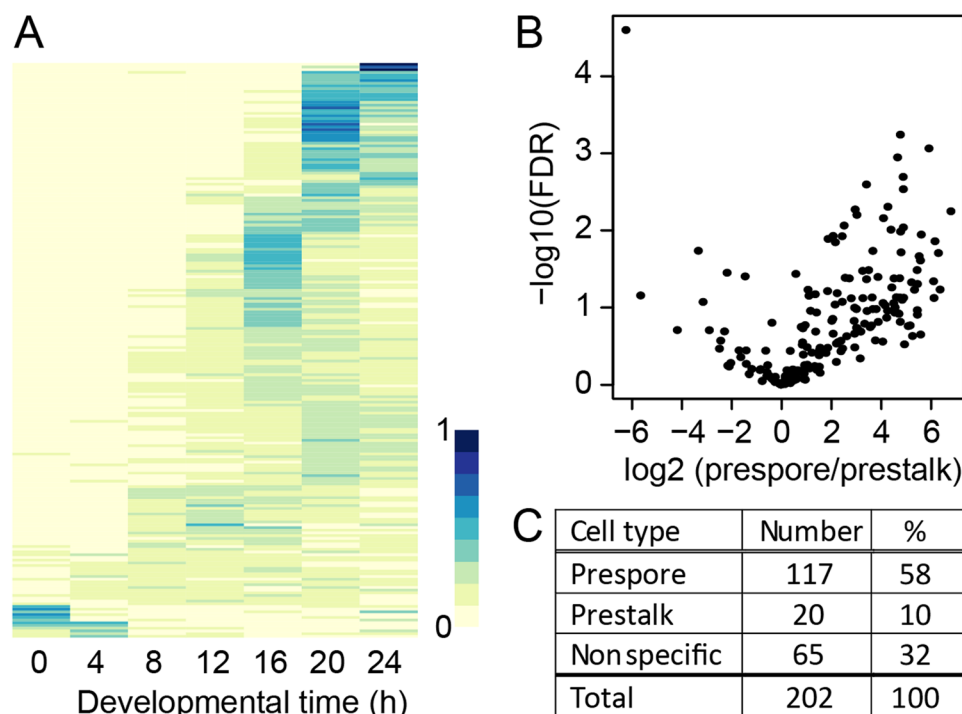 A
1
0
0 4 8 12 16 20 24
Developmental time (h)
B
−log10(FDR)
4
3
2
1
0
−6 −4 −2 0 2 4 6
log2 (prespore/prestalk)
C
Cell type Number %
Prespore 117 58
Prestalk 20 10
Nonspecific 65 32
Total 202 100